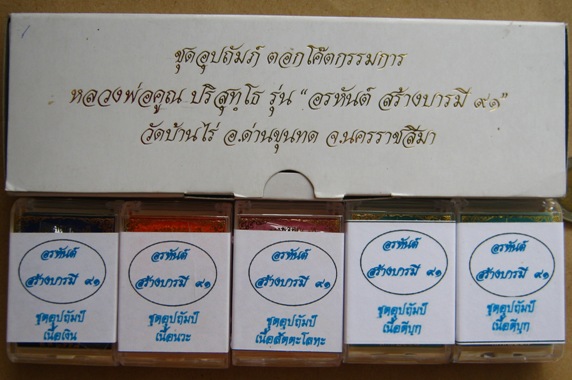 ชุดอุปถัมภ์ ตอกโค๊ตกรรมการ
หลวงพ่อคูณ ปริสุทฺโธ รุ่น "อรหันต์ สร้างบารมี ๙๑"
วัดบ้านไร่ อ.ด่านขุนทด จ.นครราชสีมา
อรหันต์
สร้างบารมี ๙๑
ชุดอุปถัมป์
เนื้อเงิน
อรหันต์
สร้างบารมี ๙๑
ชุดอุปถัมป์
เนื้อนวะ
อรหันต์
สร้างบารมี ๙๑
ชุดอุปถัมป์
เนื้อสัตตะโลหะ
อรหันต์
สร้างบารมี ๙๑
ชุดอุปถัมป์
เนื้อดีบุก
อรหันต์
สร้างบารมี ๙๑
ชุดอุปถัมป์
เนื้อดีบุก